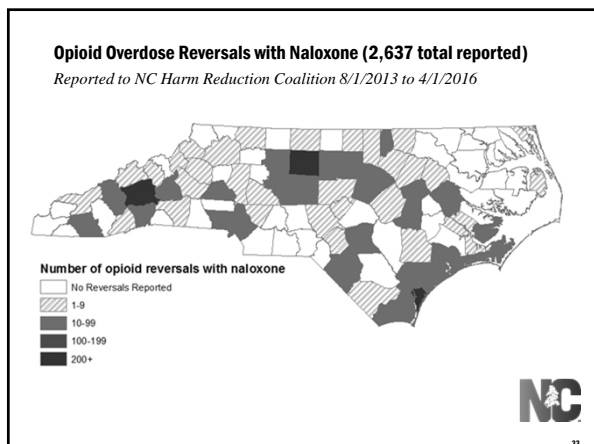 Opioid Overdose Reversals with Naloxone (2,637 total reported)
Reported to NC Harm Reduction Coalition 8/1/2013 to 4/1/2016
Number of opioid reversals with naloxone
No Reversals Reported
1-9
10-99
100-199
200+
NC
33